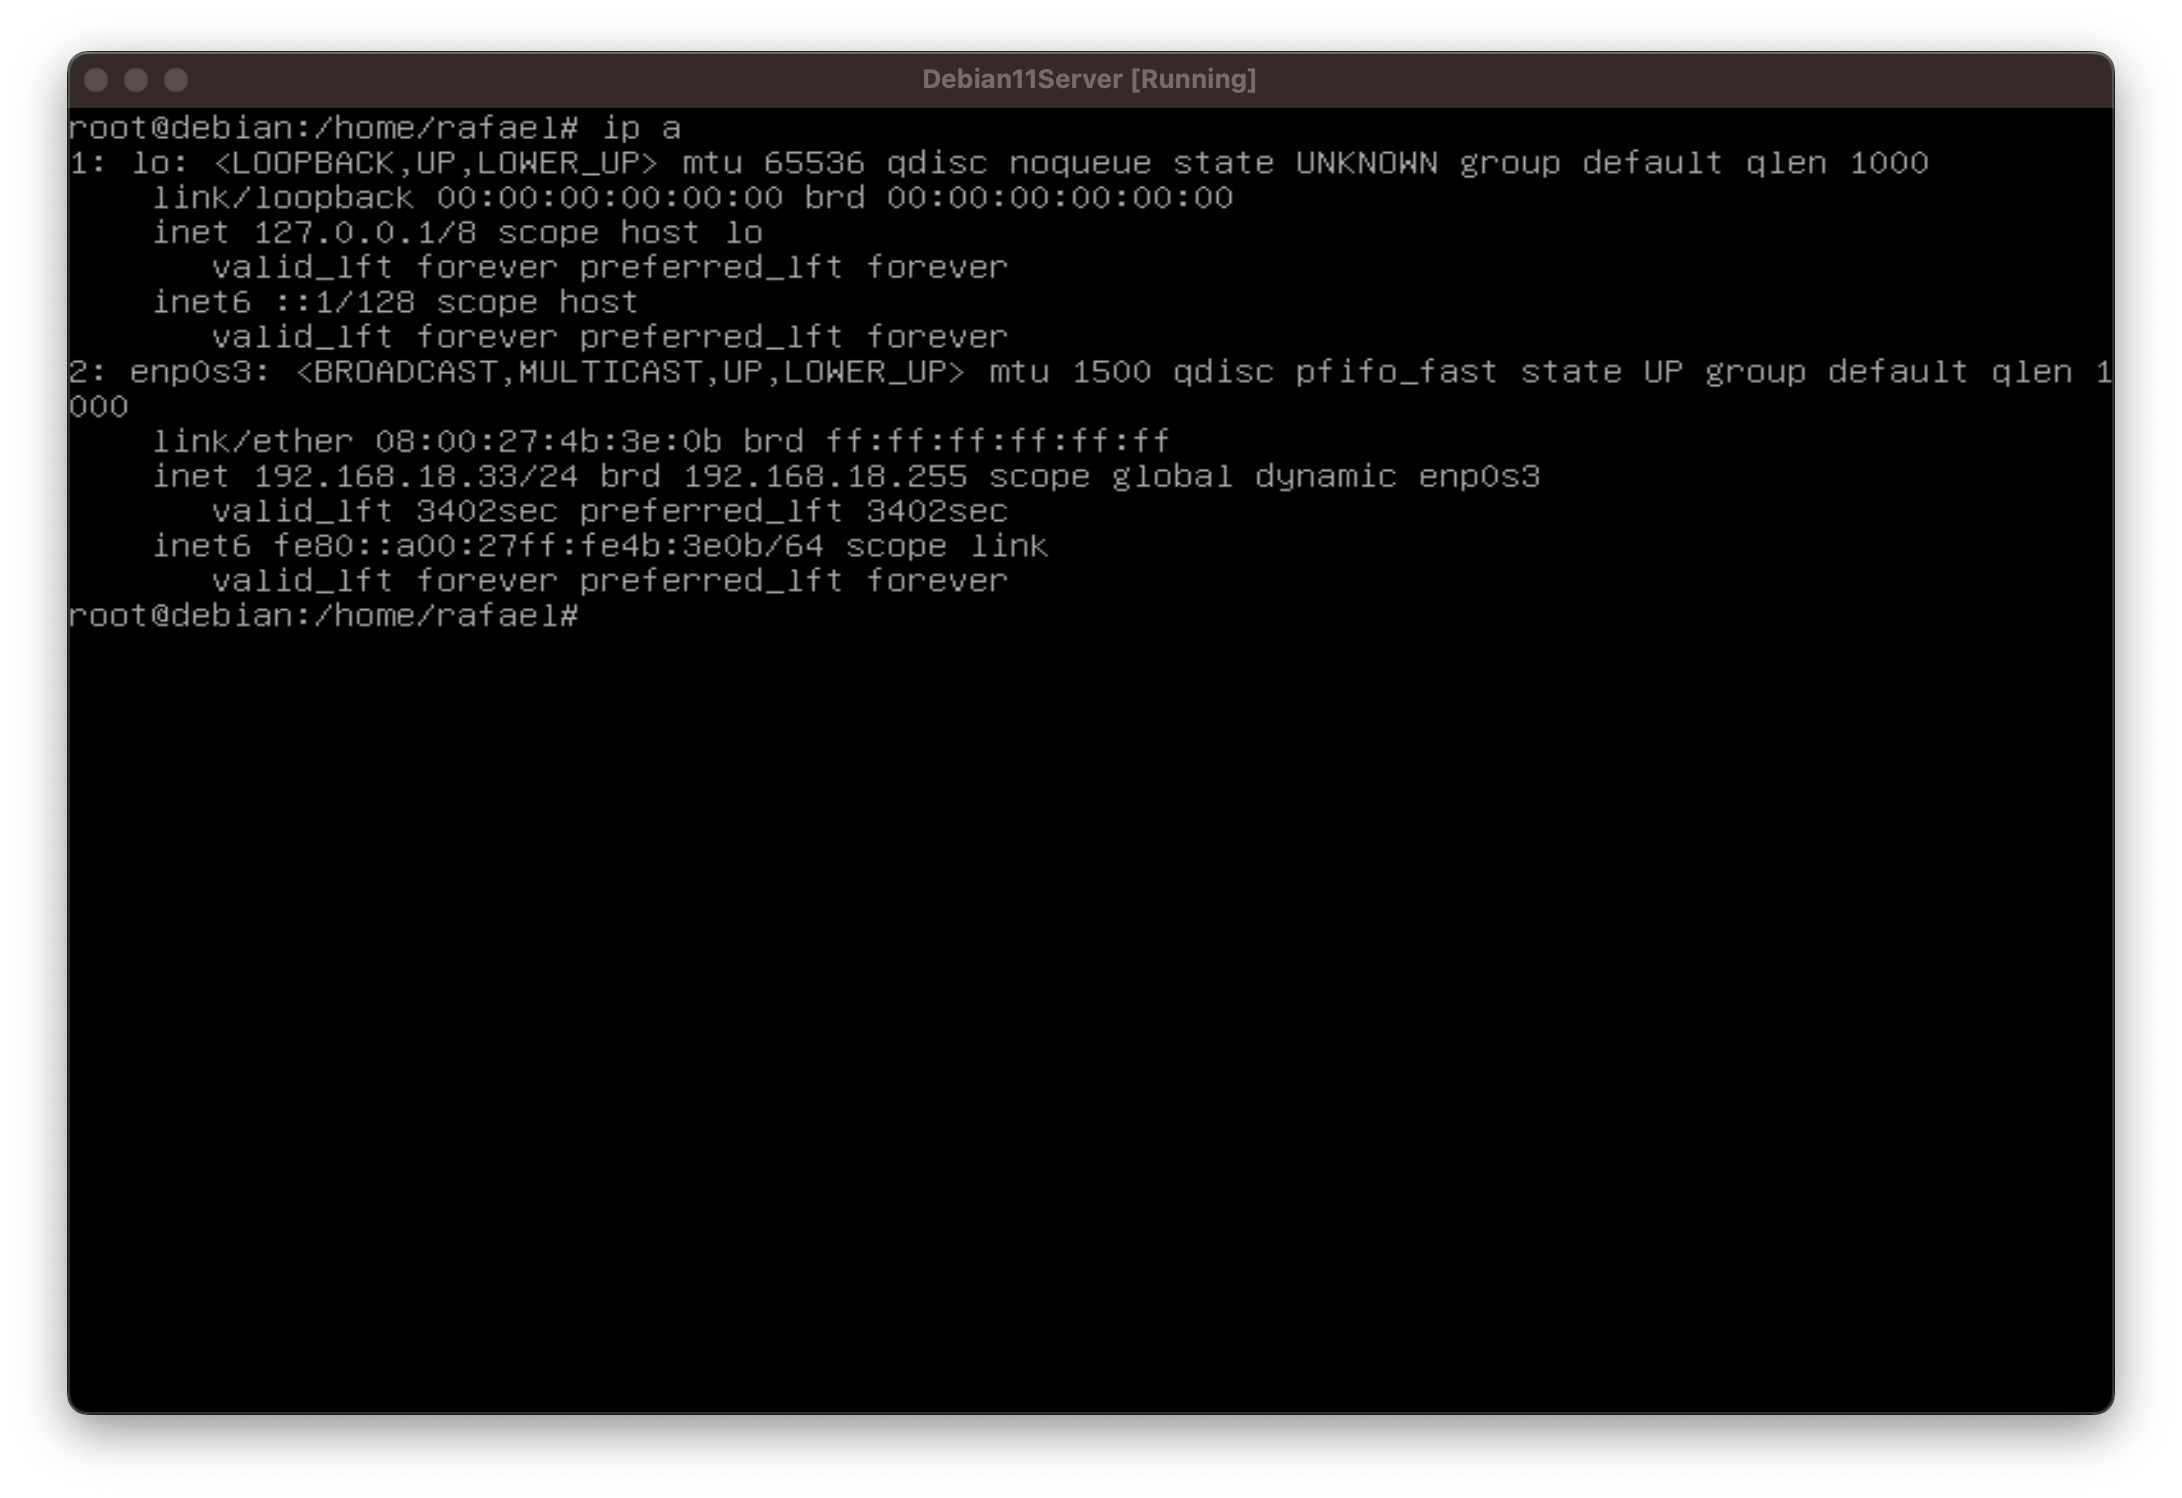 Debian11Server [Running]
root@debian:/home/rafael# ip a
1: lo: <LOOPBACK,UP,LOWER_UP> mtu 65536 qdisc noqueue state UNKNOWN group default qlen 1000
    link/loopback 00:00:00:00:00:00 brd 00:00:00:00:00:00
    inet 127.0.0.1/8 scope host lo
       valid_lft forever preferred_lft forever
    inet6 ::1/128 scope host
       valid_lft forever preferred_lft forever
2: enp0s3: <BROADCAST,MULTICAST,UP,LOWER_UP> mtu 1500 qdisc pfifo_fast state UP group default qlen 1
000
    link/ether 08:00:27:4b:3e:0b brd ff:ff:ff:ff:ff:ff
    inet 192.168.18.33/24 brd 192.168.18.255 scope global dynamic enp0s3
       valid_lft 3402sec preferred_lft 3402sec
    inet6 fe80::a00:27ff:fe4b:3e0b/64 scope link
       valid_lft forever preferred_lft forever
root@debian:/home/rafael#